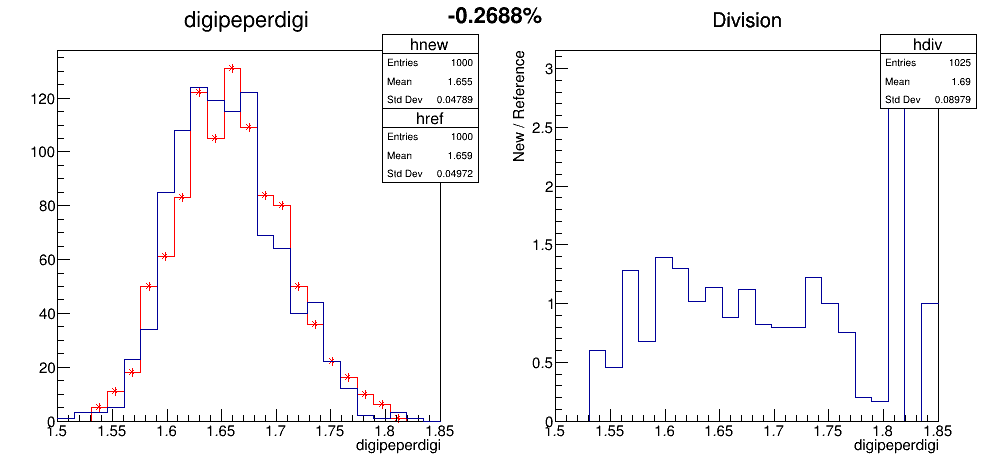 digipeperdigi
-0.2688%
Division
hnew
Entries 1000
Mean 1.655
Std Dev 0.04789
href
Entries 1000
Mean 1.659
Std Dev 0.04972
120
100
80
60
40
20
0
1.5 1.55 1.6 1.65 1.7 1.75 1.8 1.85
digipeperdigi
hdiv
Entries 1025
Mean 1.69
Std Dev 0.08979
New / Reference
3
2.5
2
1.5
1
0.5
0
1.5 1.55 1.6 1.65 1.7 1.75 1.8 1.85
digipeperdigi